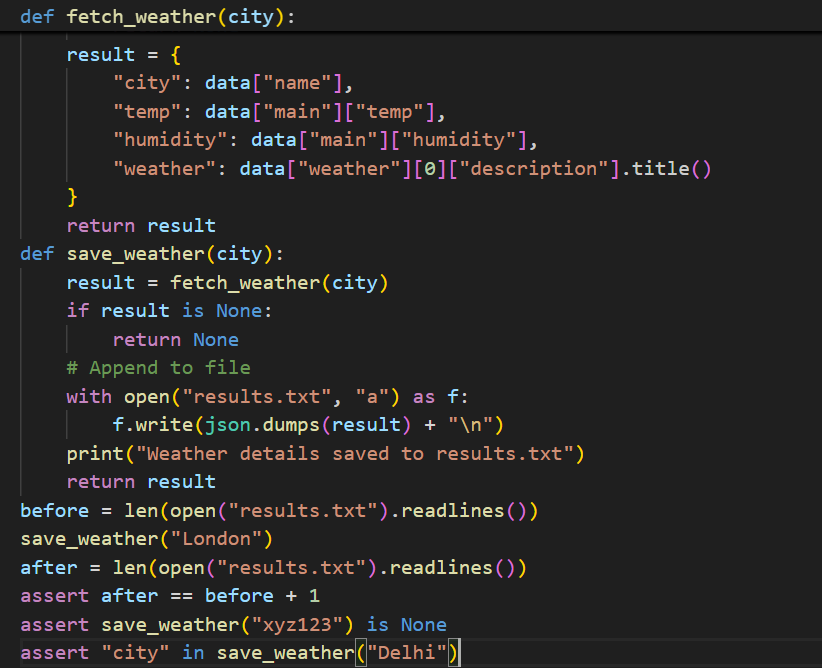 def fetch_weather(city):
    result = {
        "city": data["name"],
        "temp": data["main"]["temp"],
        "humidity": data["main"]["humidity"],
        "weather": data["weather"][0]["description"].title()
    }
    return result
def save_weather(city):
    result = fetch_weather(city)
    if result is None:
        return None
    # Append to file
    with open("results.txt", "a") as f:
        f.write(json.dumps(result) + "\n")
    print("Weather details saved to results.txt")
    return result
before = len(open("results.txt").readlines())
save_weather("London")
after = len(open("results.txt").readlines())
assert after == before + 1
assert save_weather("xyz123") is None
assert "city" in save_weather("Delhi")